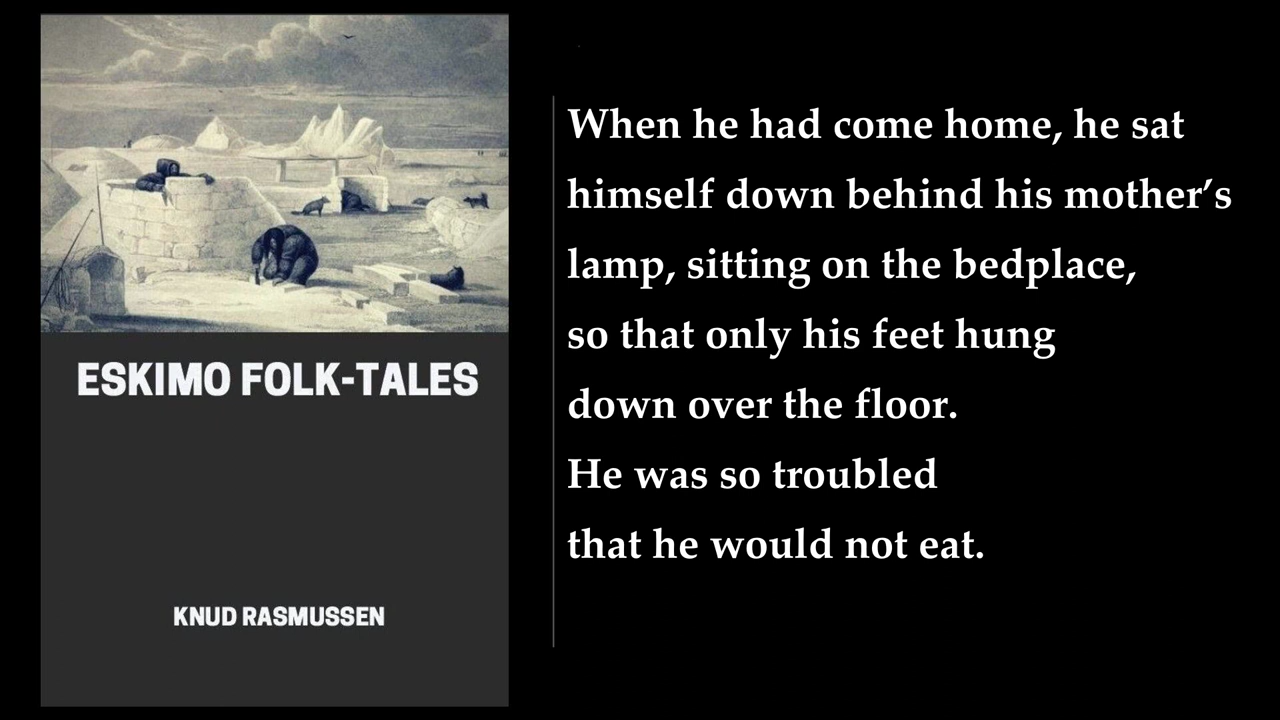 ESKIMO FOLK-TALES
KNUD RASMUSSEN
When he had come home, he sat
himself down behind his mother’s
lamp, sitting on the bedplace,
so that only his feet hung
down over the floor.
He was so troubled
that he would not eat.